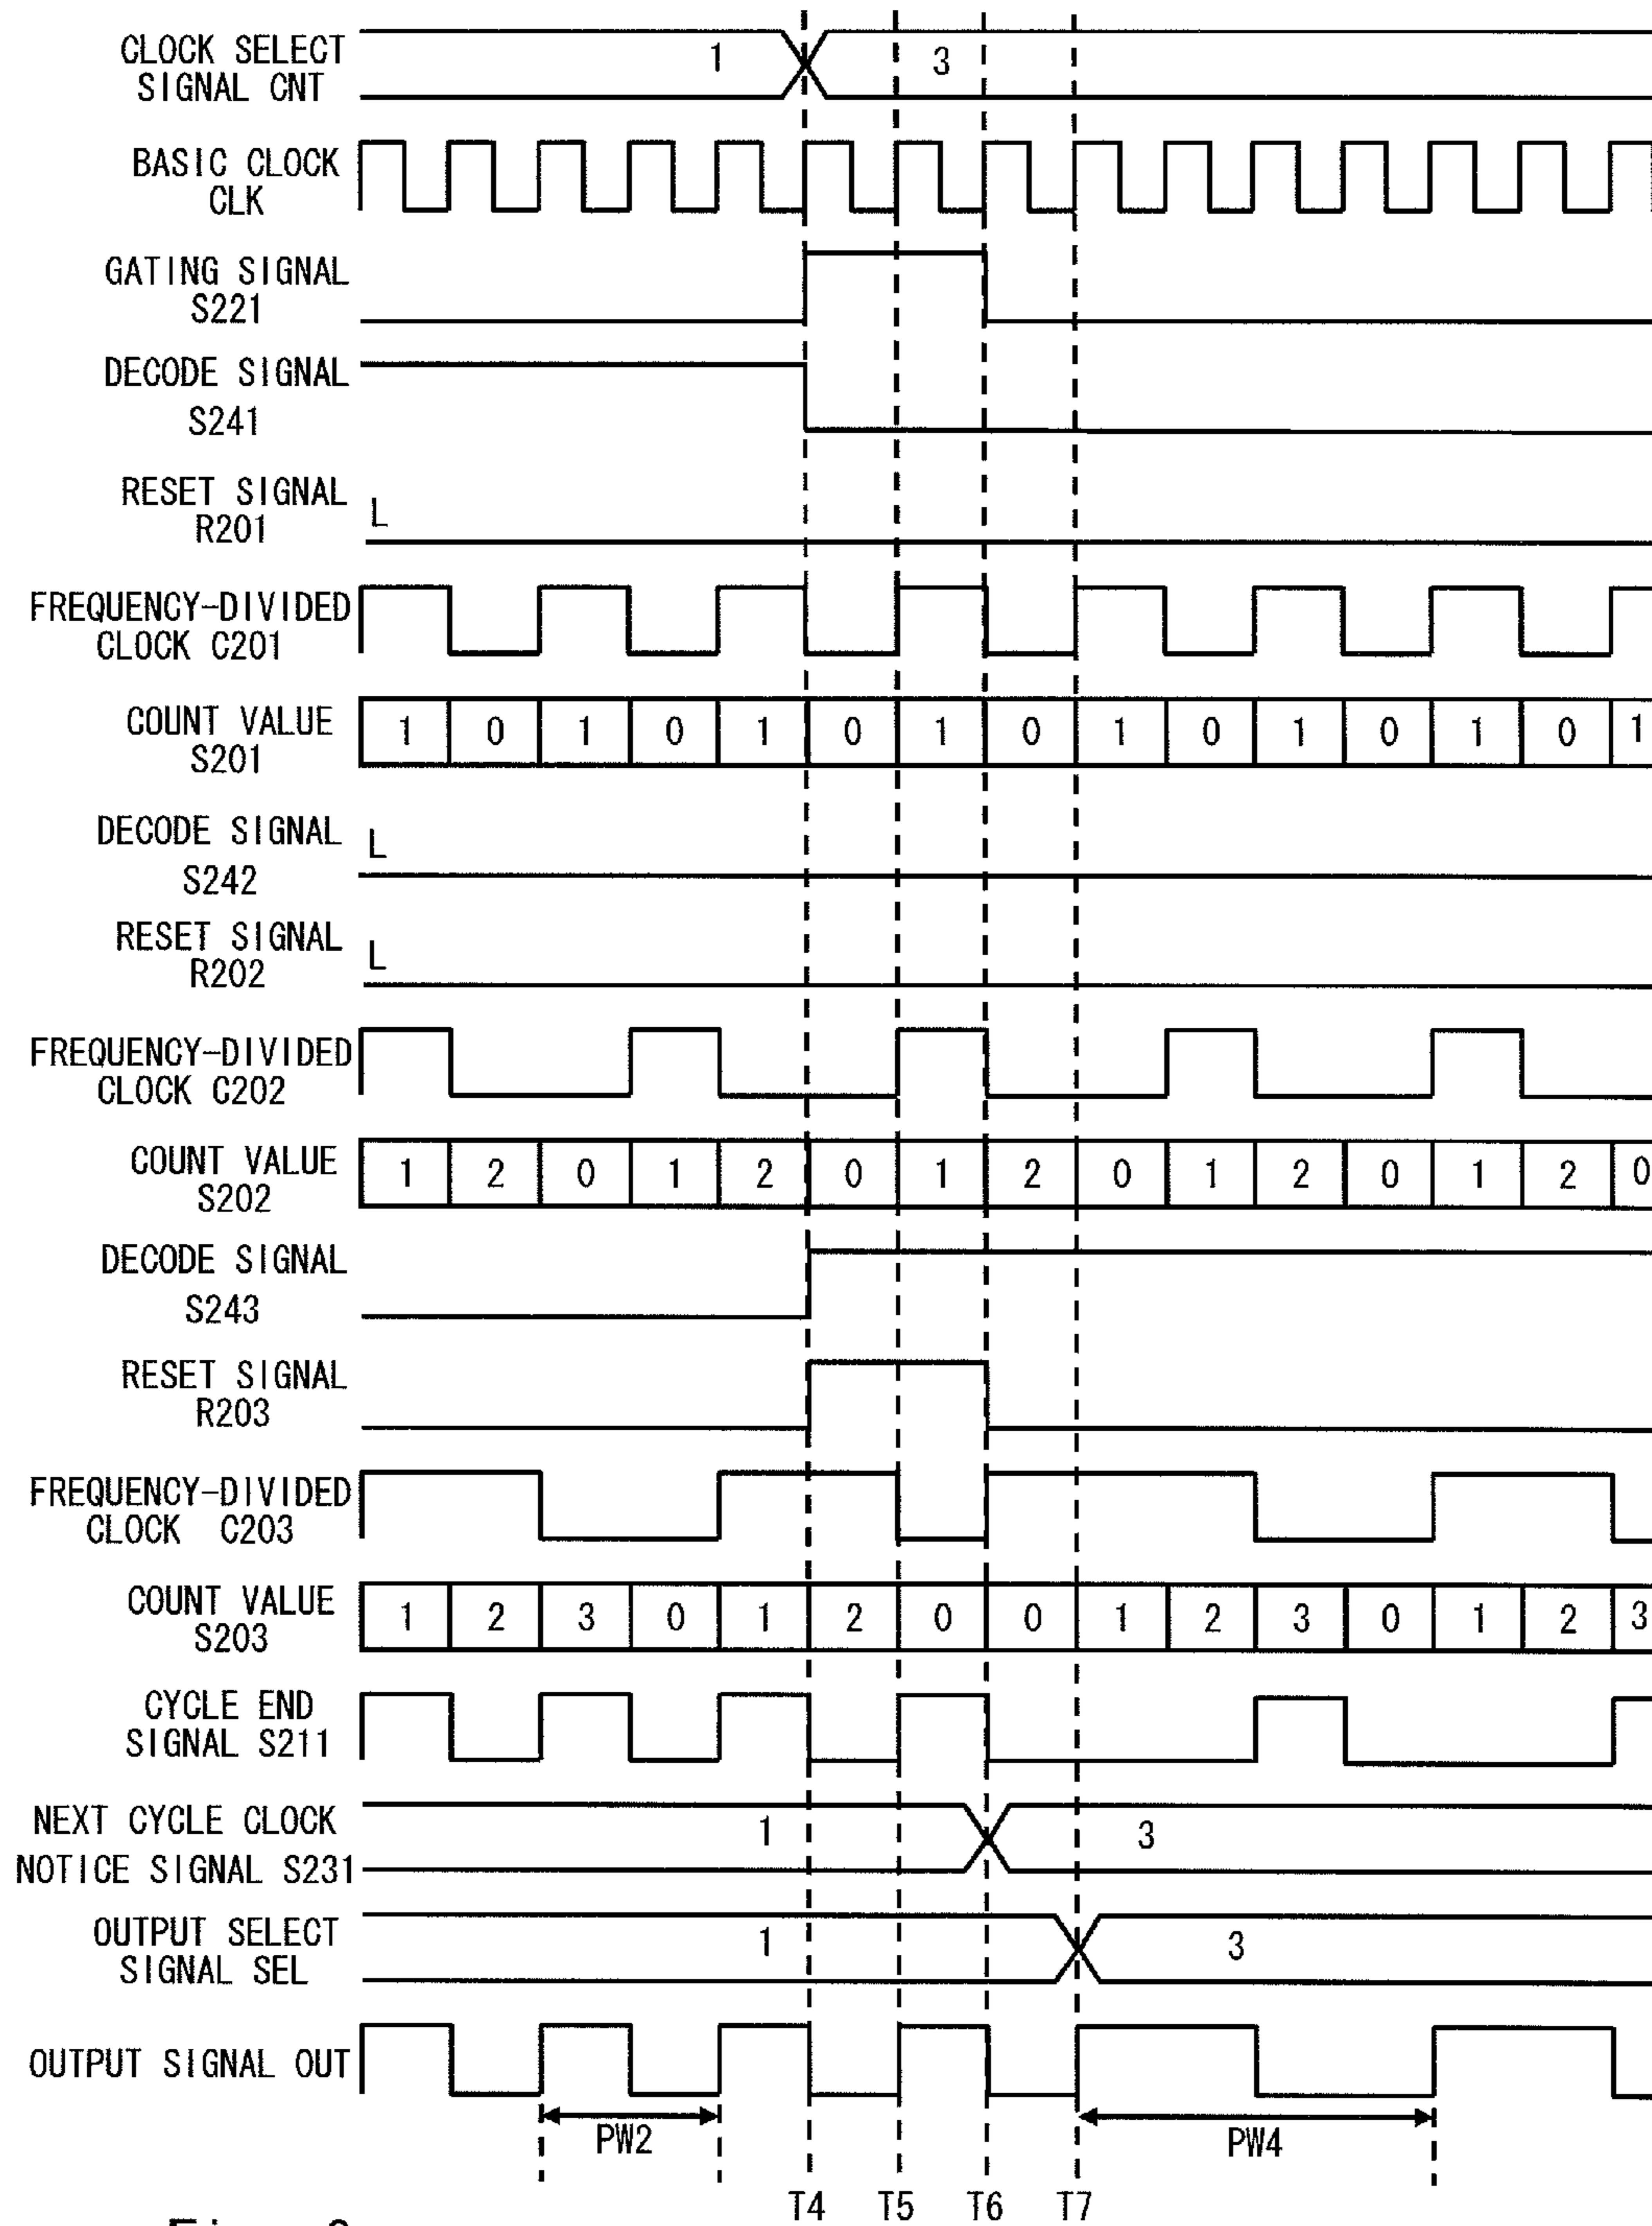 CLOCK SELECT
SIGNAL CNT
1 3
BASIC CLOCK
CLK
GATING SIGNAL
S221
DECODE SIGNAL
S241
RESET SIGNAL
R201
L
FREQUENCY-DIVIDED
CLOCK C201
COUNT VALUE
S201
1 0 1 0 1 0 1 0 1 0 1 0 1 0 1
DECODE SIGNAL
S242
L
RESET SIGNAL
R202
L
FREQUENCY-DIVIDED
CLOCK C202
COUNT VALUE
S202
1 2 0 1 2 0 1 2 0 1 2 0 1 2 0
DECODE SIGNAL
S243
RESET SIGNAL
R203
FREQUENCY-DIVIDED
CLOCK C203
COUNT VALUE
S203
1 2 3 0 1 2 0 0 1 2 3 0 1 2 3
CYCLE END
SIGNAL S211
NEXT CYCLE CLOCK
NOTICE SIGNAL S231
1 3
OUTPUT SELECT
SIGNAL SEL
1 3
OUTPUT SIGNAL OUT
PW2 PW4
T4 T5 T6 T7